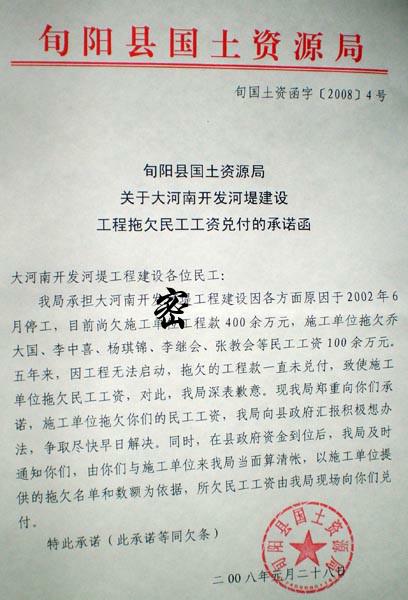 旬阳县国土资源局
旬国土资函字〔2008〕4号
旬阳县国土资源局
关于大河南开发河堤建设
工程拖欠民工工资兑付的承诺函
大河南开发河堤工程建设各位民工：
我局承担大河南开发密堤工程建设因各方面原因于2002年6
月停工，目前尚欠施工单工程款400余万元，施工单位拖欠乔
大国、李中喜、杨琪锦、李继会、张教会等民工工资100余万元。
五年来，因工程无法启动，拖欠的工程款一直未兑付，致使施工
单位拖欠民工工资，对此，我局深表歉意。现我局郑重向你们承
诺，施工单位拖欠你们的民工工资，我局向县政府汇报积极想办
法，争取尽快早日解决。同时，在县政府资金到位后，我局及时
通知你们，由你们与施工单位来我局当面算清帐，以施工单位提
供的拖欠名单和数额为依据，所欠民工工资由我局现场向你们兑
付。
特此承诺（此承诺等同欠条）
旬阳县国土资源局
二00八年元月二十八日